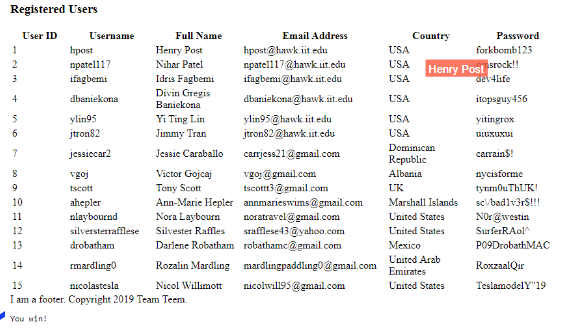 Registered Users
User ID Username Full Name Email Address Country Password
1 hpost Henry Post hpost@hawk.iit.edu USA forkbomb123
2 npatel117 Nihar Patel npatel117@hawk.iit.edu USA
Henry Post
3 ifagbemi Idris Fagbemi ifagbemi@hawk.iit.edu USA dev4life
4 dbaniekona Divin Gregis Baniekona dbaniekona@hawk.iit.edu USA itopsguy456
5 ylin95 Yi Ting Lin ylin95@hawk.iit.edu USA yitingrox
6 jtron82 Jimmy Tran jtran82@hawk.iit.edu USA uiuxuxui
7 jessiecar2 Jessie Caraballo carrjess21@gmail.com Dominican Republic carrain$!
8 vgoj Victor Gojcaj vgoj@gmail.com Albania nycisforme
9 tscott Tony Scott tscottt3@gmail.com UK tynm0uThUK!
10 ahepler Ann-Marie Hepler annmarieswims@gmail.com Marshall Islands sc\/bad1v3r$!!!
11 nlaybournd Nora Laybourn noratravel@gmail.com United States N0r@westin
12 silversterrafflese Silvester Raffles srafflese43@yahoo.com United States SurferRAol^
13 drobatham Darlene Robatham robathamc@gmail.com Mexico P09DrobathMAC
14 rmardling0 Rozalin Mardling mardlingpaddling0@gmail.com United Arab Emirates RoxzaalQir
15 nicolastesla Nicol Willimott nicolwill95@gmail.com United States TeslamodelY"19
I am a footer. Copyright 2019 Team Teem.
You win!